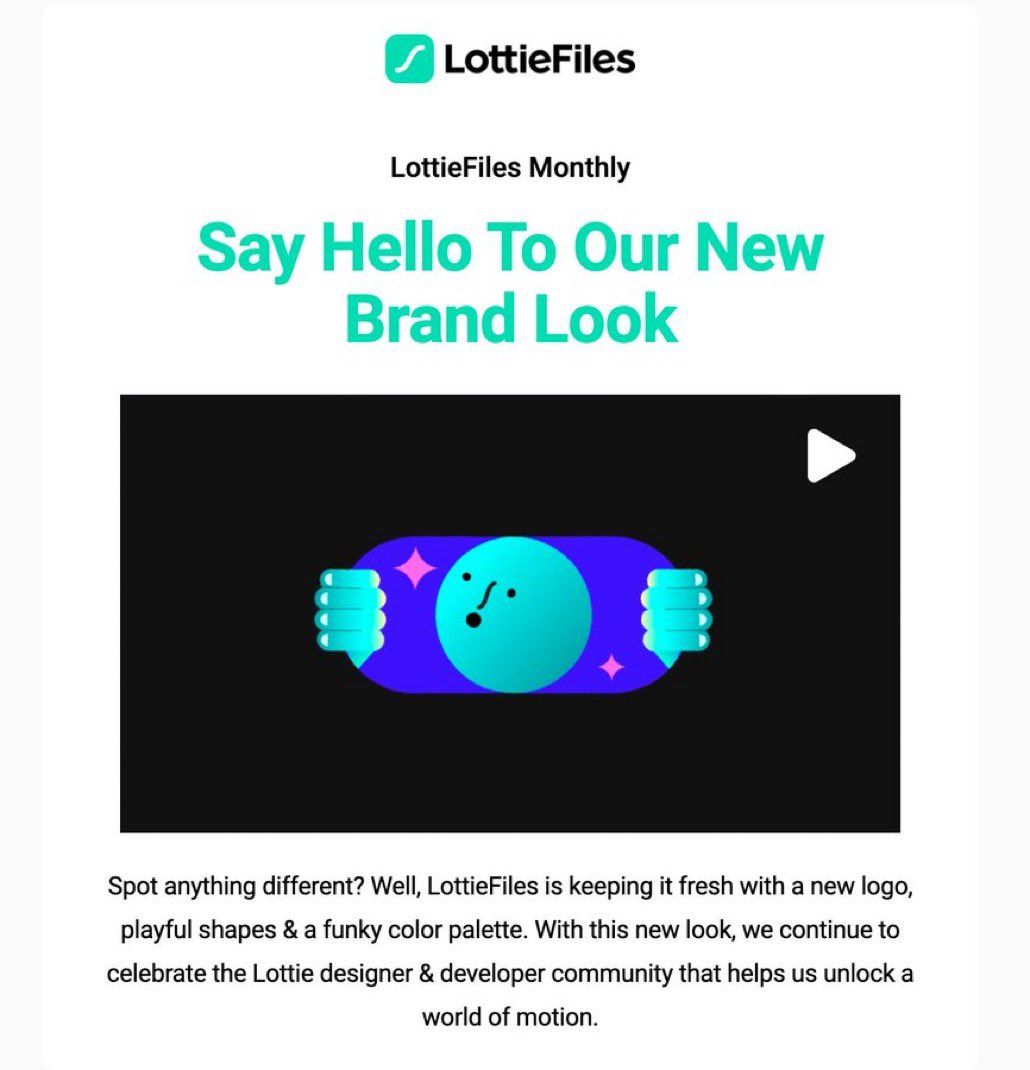 LottieFiles
LottieFiles Monthly
Say Hello To Our New
Brand Look
Spot anything different? Well, LottieFiles is keeping it fresh with a new logo,
playful shapes & a funky color palette. With this new look, we continue to
celebrate the Lottie designer & developer community that helps us unlock a
world of motion.